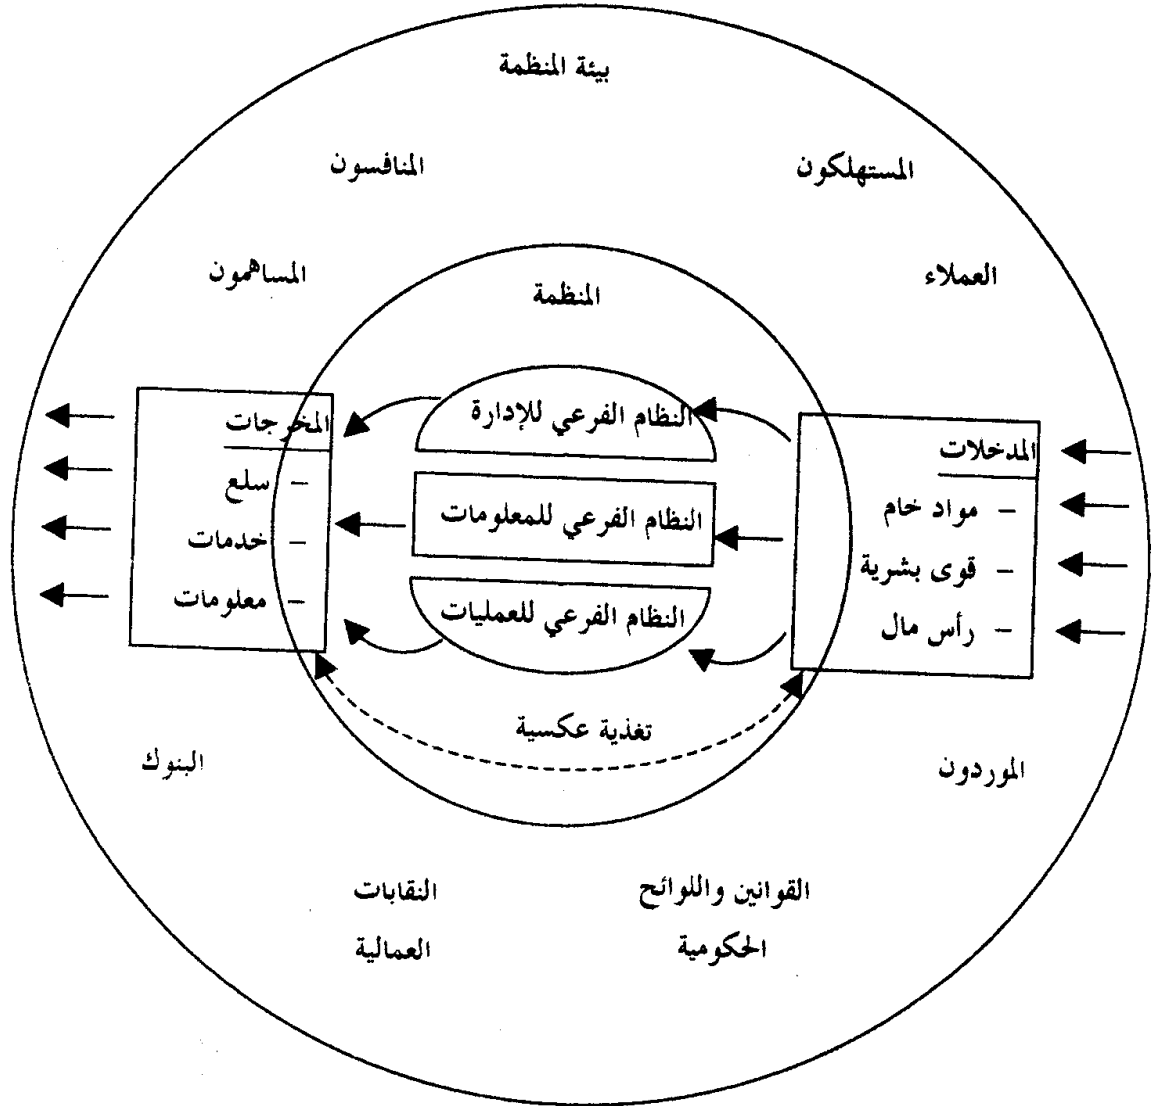 بيئة المنظمة
المستهلكون
المنافسون
العملاء
المساهمون
المنظمة
المدخلات
- مواد خام
- قوى بشرية
- رأس مال
النظام الفرعي للإدارة
النظام الفرعي للمعلومات
النظام الفرعي للعمليات
المخرجات
- سلع
- خدمات
- معلومات
تغذية عكسية
الموردون
البنوك
القوانين واللوائح
الحكومية
النقابات
العمالية